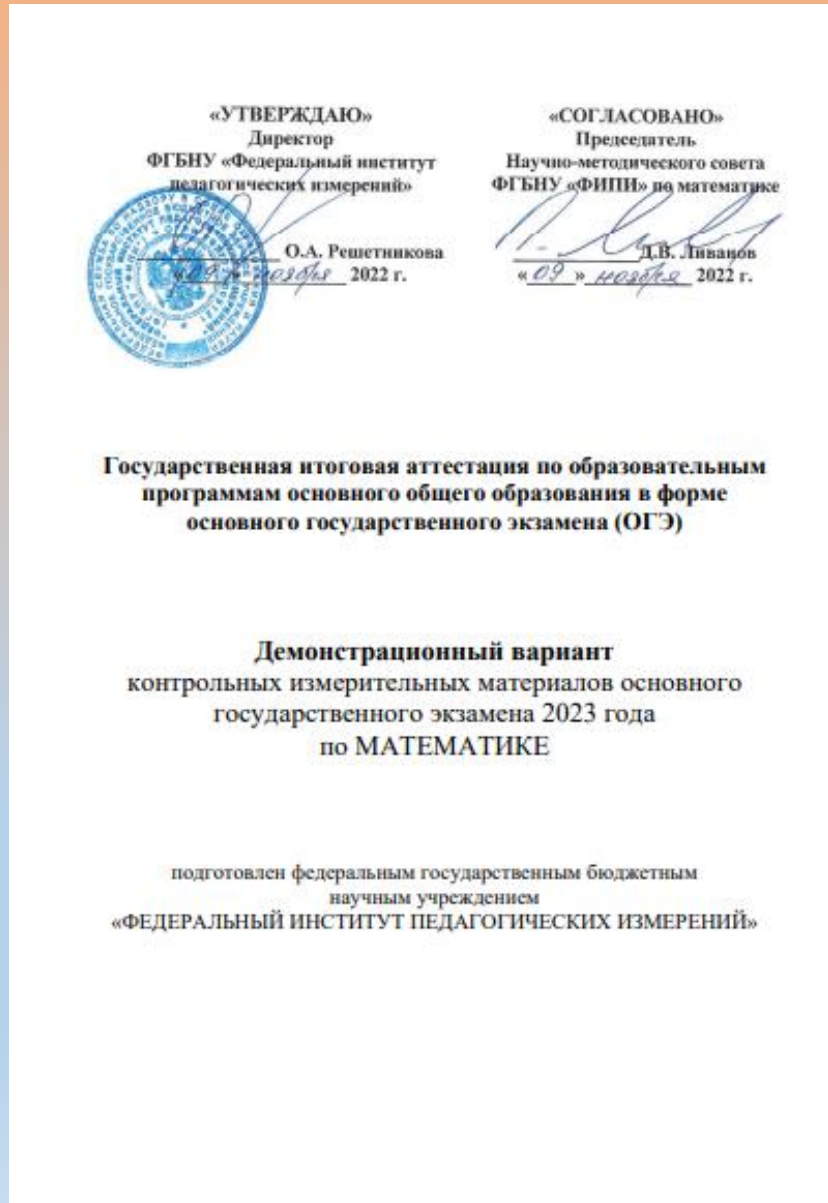 «УТВЕРЖДАЮ»
Директор
ФГБНУ «Федеральный институт
педагогических измерений»
О.А. Решетникова
«09» ноября 2022 г.
«СОГЛАСОВАНО»
Председатель
Научно-методического совета
ФГБНУ «ФИПИ» по математике
Д.В. Ливанов
«09» ноября 2022 г.
Государственная итоговая аттестация по образовательным
программам основного общего образования в форме
основного государственного экзамена (ОГЭ)
Демонстрационный вариант
контрольных измерительных материалов основного
государственного экзамена 2023 года
по МАТЕМАТИКЕ
подготовлен федеральным государственным бюджетным
научным учреждением
«ФЕДЕРАЛЬНЫЙ ИНСТИТУТ ПЕДАГОГИЧЕСКИХ ИЗМЕРЕНИЙ»